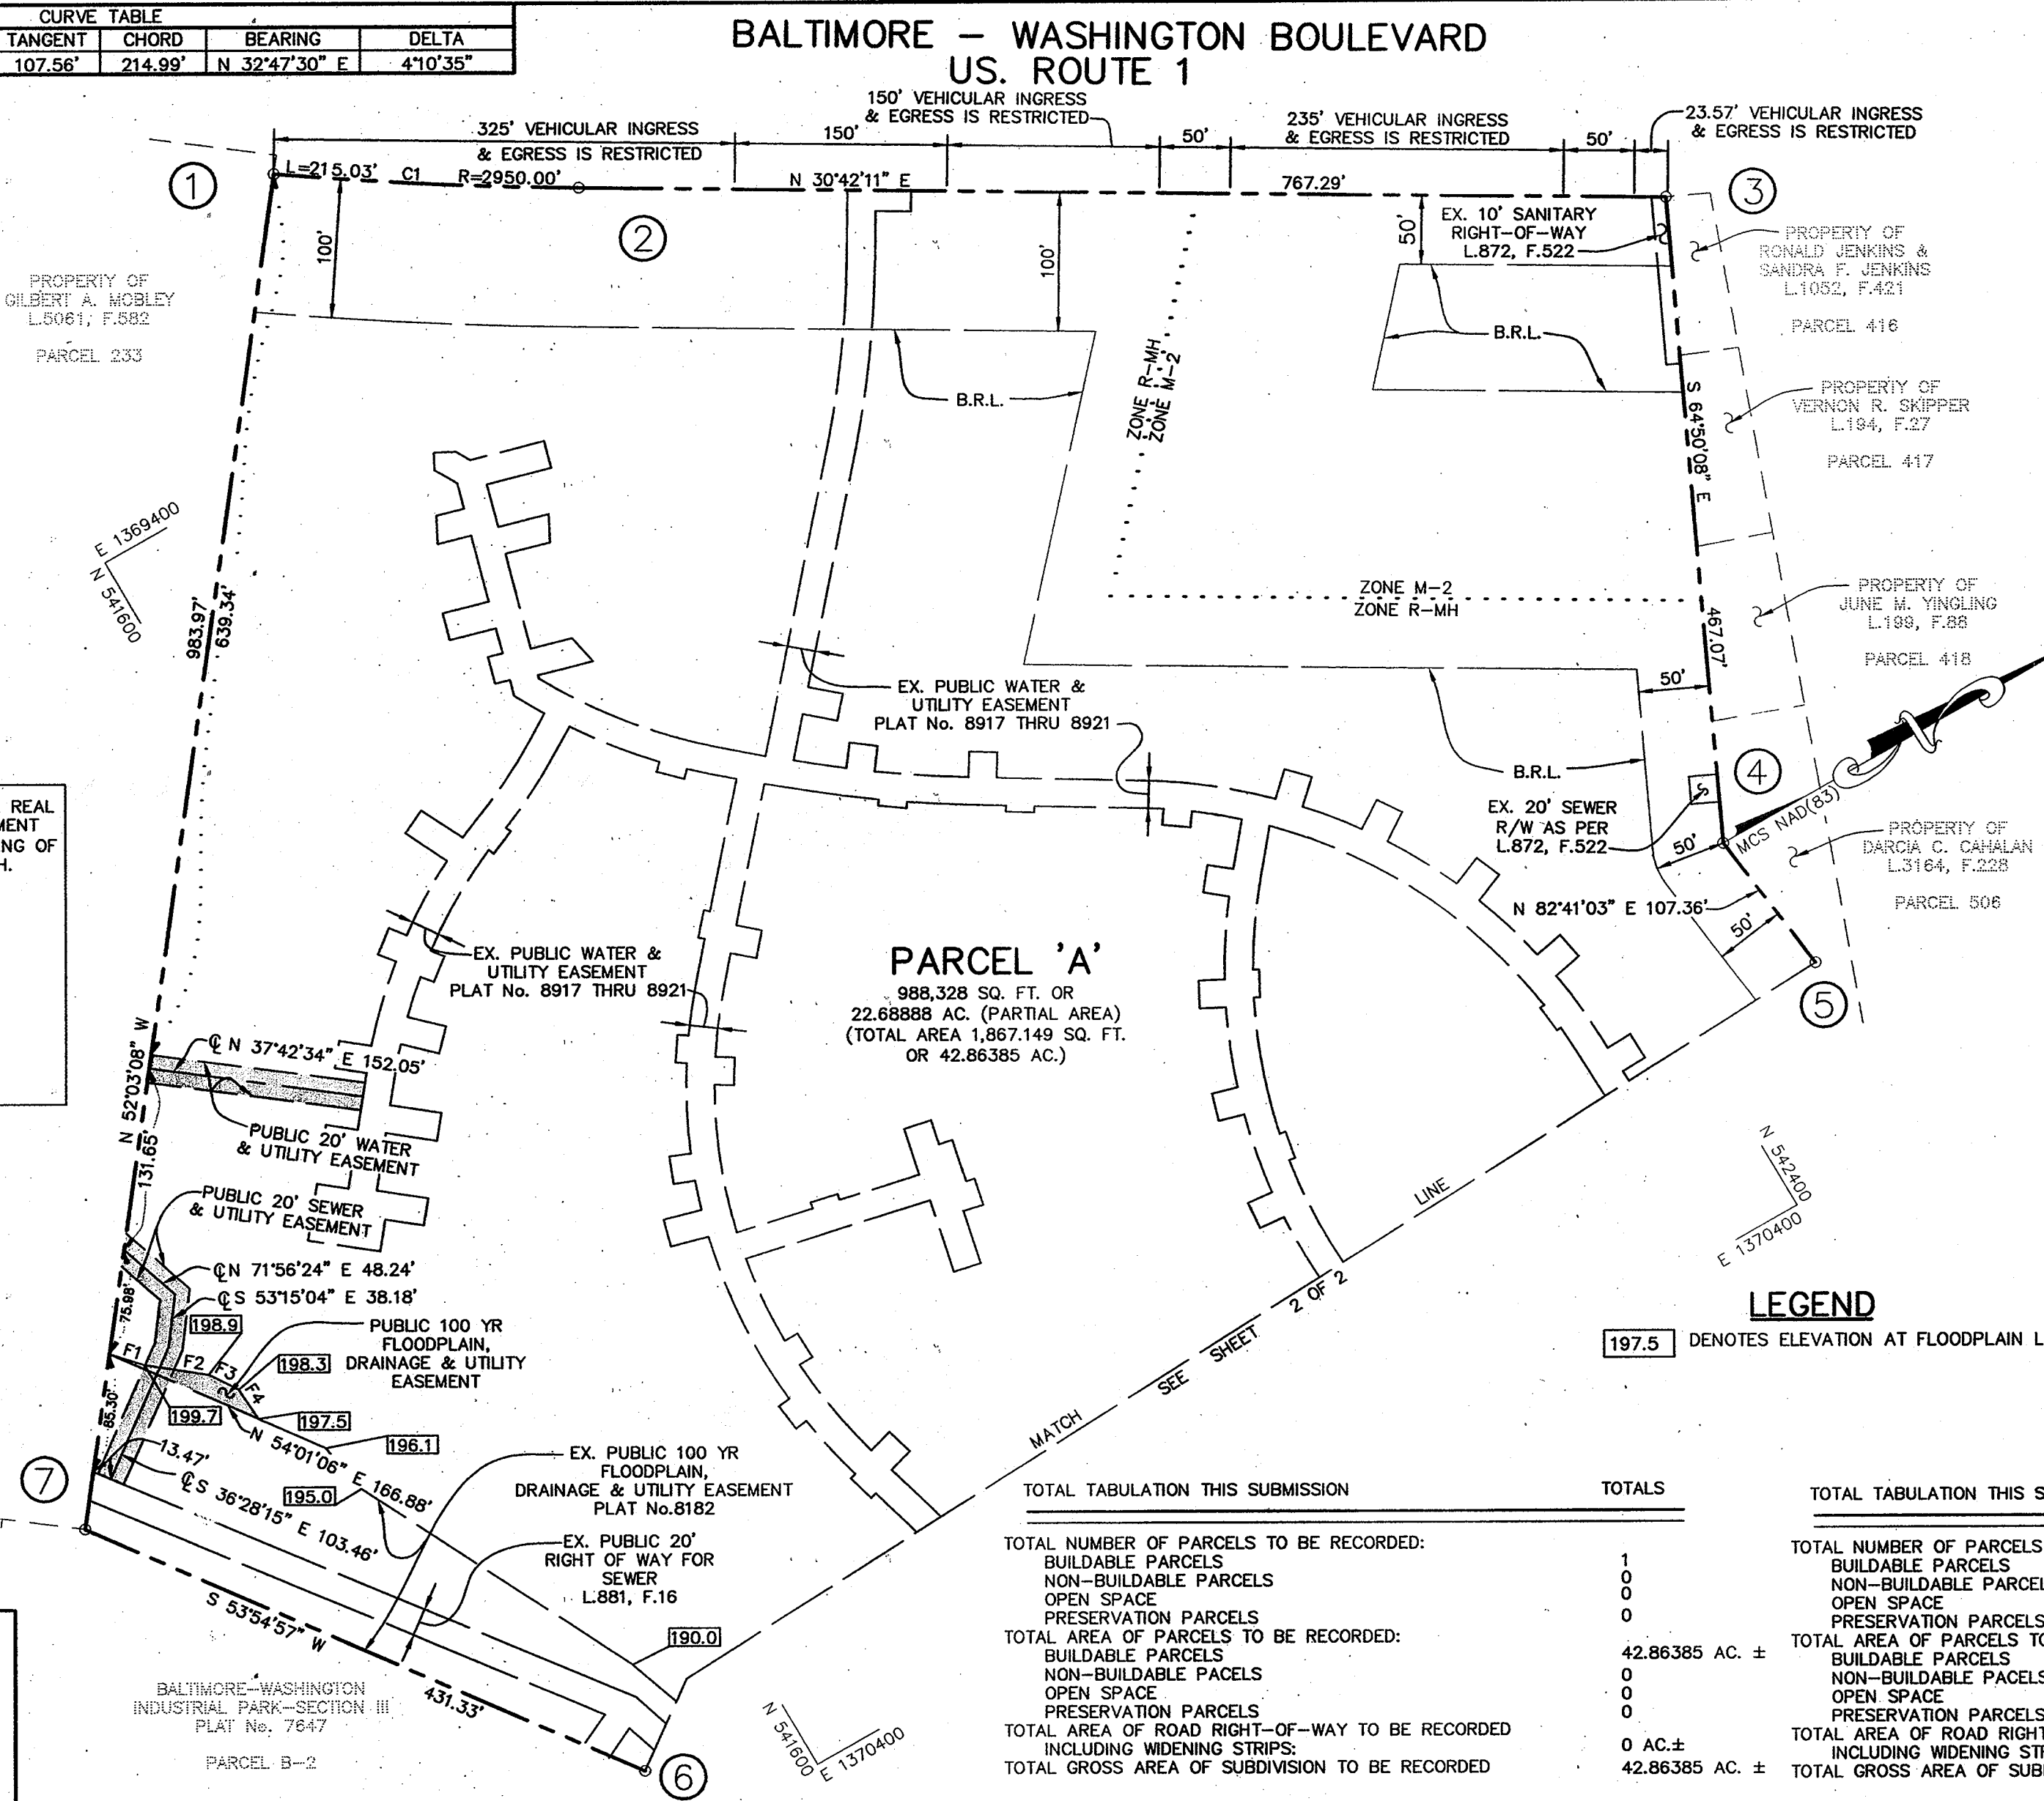 CURVE TABLE
TANGENT CHORD BEARING DELTA
107.56' 214.99' N 32°47'30" E 4°10'35"
BALTIMORE – WASHINGTON BOULEVARD
US. ROUTE 1
325' VEHICULAR INGRESS
& EGRESS IS RESTRICTED
150'
150' VEHICULAR INGRESS
& EGRESS IS RESTRICTED
50'
235' VEHICULAR INGRESS
& EGRESS IS RESTRICTED
50'
23.57' VEHICULAR INGRESS
& EGRESS IS RESTRICTED
1
L=215.03' C1 R=2950.00'
N 30°42'11" E
767.29'
3
2
100'
100'
50'
EX. 10' SANITARY
RIGHT-OF-WAY
L.872, F.522
PROPERTY OF
RONALD JENKINS &
SANDRA F. JENKINS
L.1052, F.421
PARCEL 416
PROPERTY OF
GILBERT A. MOBLEY
L.5061, F.582
PARCEL 233
B.R.L.
B.R.L.
ZONE R-MH
ZONE M-2
S 64°50'08" E
PROPERTY OF
VERNON R. SKIPPER
L.194, F.27
PARCEL 417
E 1369400
N 541600
983.97'
639.34'
ZONE M-2
ZONE R-MH
467.07'
PROPERTY OF
JUNE M. YINGLING
L.199, F.88
PARCEL 418
50'
EX. PUBLIC WATER &
UTILITY EASEMENT
PLAT No. 8917 THRU 8921
B.R.L.
4
EX. 20' SEWER
R/W AS PER
L.872, F.522
50'
MCS NAD(83)
PROPERTY OF
DARCIA C. CAHALAN
L.3164, F.228
PARCEL 506
REAL
MENT
NG OF
H.
N 82°41'03" E 107.36'
50'
5
EX. PUBLIC WATER &
UTILITY EASEMENT
PLAT No. 8917 THRU 8921
PARCEL 'A'
988,328 SQ. FT. OR
22.68888 AC. (PARTIAL AREA)
(TOTAL AREA 1,867.149 SQ. FT.
OR 42.86385 AC.)
N 52°03'08" W
℄ N 37°42'34" E 152.05'
PUBLIC 20' WATER
& UTILITY EASEMENT
131.65'
PUBLIC 20' SEWER
& UTILITY EASEMENT
℄ N 71°56'24" E 48.24'
℄ S 53°15'04" E 38.18'
75.98'
198.9
PUBLIC 100 YR
FLOODPLAIN,
DRAINAGE & UTILITY
EASEMENT
198.3
F1
F2
F3
F4
85.30'
199.7
197.5
196.1
N 54°01'06" E 166.88'
7
13.47'
℄ S 36°28'15" E 103.46'
195.0
EX. PUBLIC 100 YR
FLOODPLAIN,
DRAINAGE & UTILITY EASEMENT
PLAT No.8182
EX. PUBLIC 20'
RIGHT OF WAY FOR
SEWER
L.881, F.16
S 53°54'57" W
431.33'
190.0
6
BALTIMORE-WASHINGTON
INDUSTRIAL PARK-SECTION III
PLAT No. 7647
PARCEL B-2
N 541600
E 1370400
MATCH LINE
SEE SHEET 2 OF 2
N 542400
E 1370400
LEGEND
197.5 DENOTES ELEVATION AT FLOODPLAIN L
TOTAL TABULATION THIS SUBMISSION TOTALS
TOTAL NUMBER OF PARCELS TO BE RECORDED:
BUILDABLE PARCELS 1
NON-BUILDABLE PARCELS 0
OPEN SPACE 0
PRESERVATION PARCELS 0
TOTAL AREA OF PARCELS TO BE RECORDED:
BUILDABLE PARCELS 42.86385 AC. ±
NON-BUILDABLE PACELS 0
OPEN SPACE 0
PRESERVATION PARCELS 0
TOTAL AREA OF ROAD RIGHT-OF-WAY TO BE RECORDED
INCLUDING WIDENING STRIPS: 0 AC.±
TOTAL GROSS AREA OF SUBDIVISION TO BE RECORDED 42.86385 AC. ±
TOTAL TABULATION THIS S
TOTAL NUMBER OF PARCELS
BUILDABLE PARCELS
NON-BUILDABLE PARCEL
OPEN SPACE
PRESERVATION PARCELS
TOTAL AREA OF PARCELS TO
BUILDABLE PARCELS
NON-BUILDABLE PACELS
OPEN SPACE
PRESERVATION PARCELS
TOTAL AREA OF ROAD RIGHT
INCLUDING WIDENING STR
TOTAL GROSS AREA OF SUB